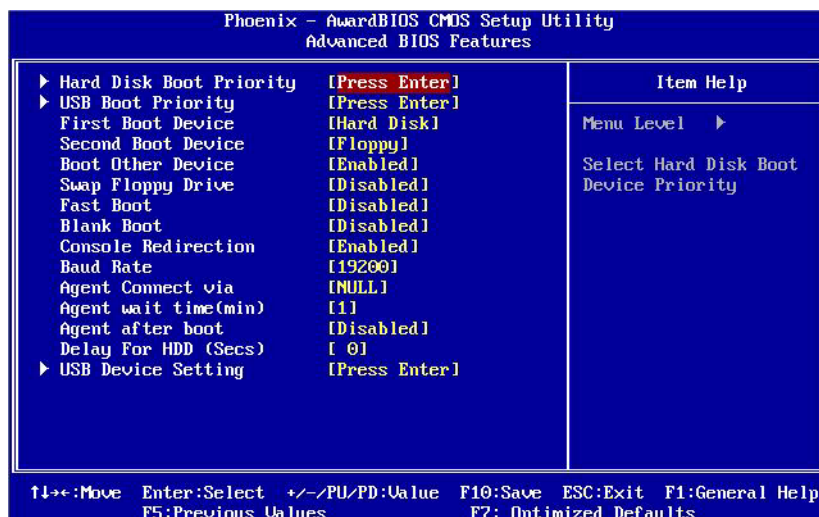 Phoenix - AwardBIOS CMOS Setup Utility
Advanced BIOS Features
Hard Disk Boot Priority [Press Enter]
USB Boot Priority [Press Enter]
First Boot Device [Hard Disk]
Second Boot Device [Floppy]
Boot Other Device [Enabled]
Swap Floppy Drive [Disabled]
Fast Boot [Disabled]
Blank Boot [Disabled]
Console Redirection [Enabled]
Baud Rate [19200]
Agent Connect via [NULL]
Agent wait time(min) [1]
Agent after boot [Disabled]
Delay For HDD (Secs) [ 0]
USB Device Setting [Press Enter]
Item Help
Menu Level
Select Hard Disk Boot
Device Priority
↑↓→←:Move Enter:Select +/-/PU/PD:Value F10:Save ESC:Exit F1:General Help
F5:Previous Values F7: Optimized Defaults